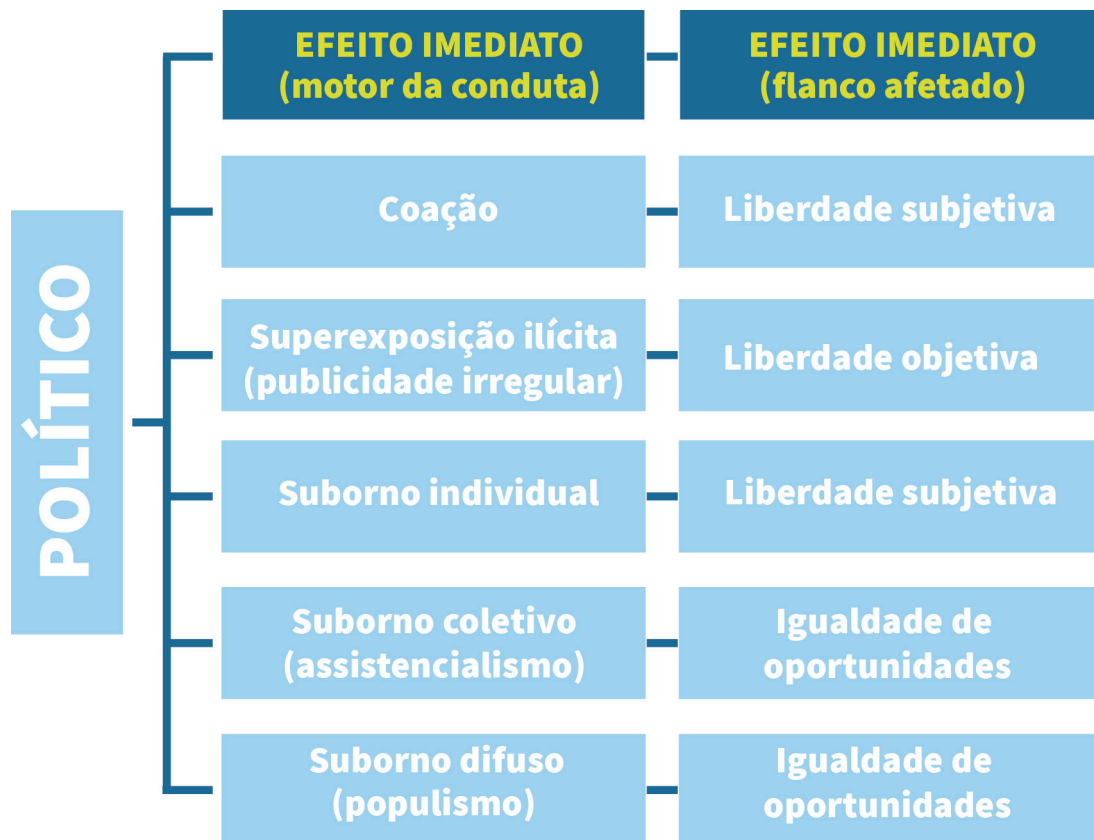 POLÍTICO
EFEITO IMEDIATO
(motor da conduta)
EFEITO IMEDIATO
(flanco afetado)
Coação
Liberdade subjetiva
Superexposição ilícita
(publicidade irregular)
Liberdade objetiva
Suborno individual
Liberdade subjetiva
Suborno coletivo
(assistencialismo)
Igualdade de
oportunidades
Suborno difuso
(populismo)
Igualdade de
oportunidades